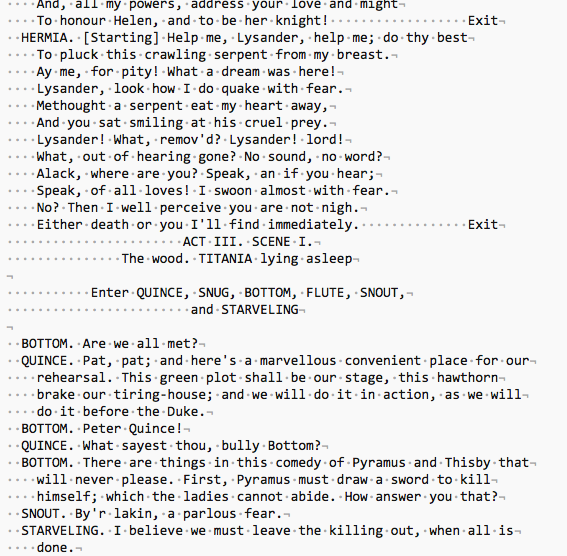 And, all my powers, address your love and might
To honour Helen, and to be her knight! Exit
HERMIA. [Starting] Help me, Lysander, help me; do thy best
To pluck this crawling serpent from my breast.
Ay me, for pity! What a dream was here!
Lysander, look how I do quake with fear.
Methought a serpent eat my heart away,
And you sat smiling at his cruel prey.
Lysander! What, remov'd? Lysander! lord!
What, out of hearing gone? No sound, no word?
Alack, where are you? Speak, an if you hear;
Speak, of all loves! I swoon almost with fear.
No? Then I well perceive you are not nigh.
Either death or you I'll find immediately. Exit
ACT III. SCENE I.
The wood. TITANIA lying asleep
Enter QUINCE, SNUG, BOTTOM, FLUTE, SNOUT,
and STARVELING
BOTTOM. Are we all met?
QUINCE. Pat, pat; and here's a marvellous convenient place for our
rehearsal. This green plot shall be our stage, this hawthorn
brake our tiring-house; and we will do it in action, as we will
do it before the Duke.
BOTTOM. Peter Quince!
QUINCE. What sayest thou, bully Bottom?
BOTTOM. There are things in this comedy of Pyramus and Thisby that
will never please. First, Pyramus must draw a sword to kill
himself; which the ladies cannot abide. How answer you that?
SNOUT. By'r lakin, a parlous fear.
STARVELING. I believe we must leave the killing out, when all is
done.